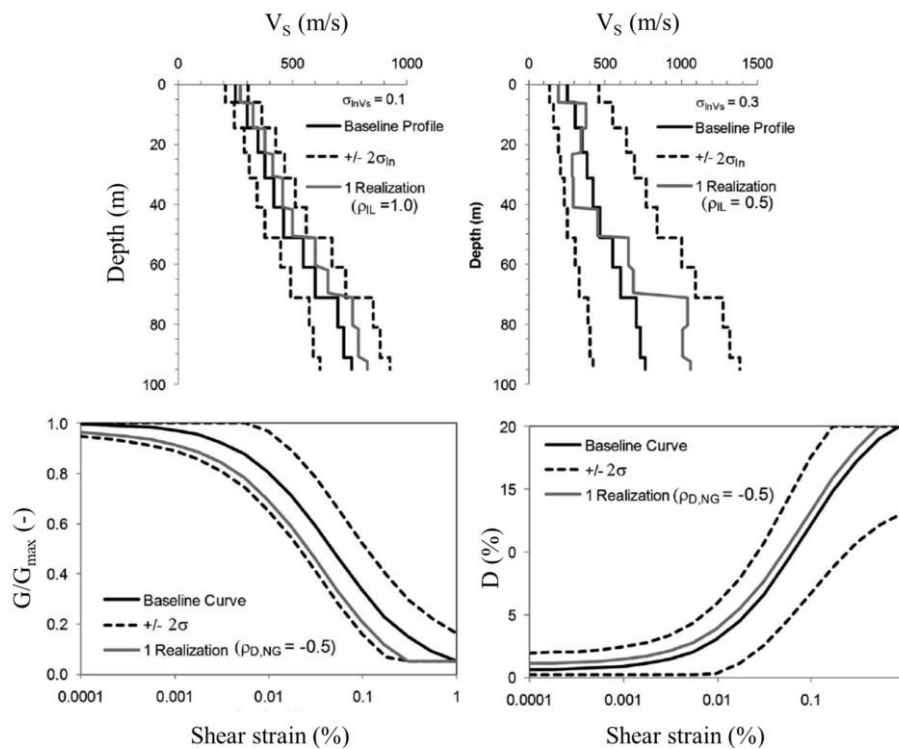 V_S (m/s)
0 500 1000
0
20
40
60
80
100
Depth (m)
σ_lnVs = 0.1
Baseline Profile
+/- 2σ_ln
1 Realization
(ρ_IL =1.0)
V_S (m/s)
0 500 1000 1500
0
20
40
60
80
100
Depth (m)
σ_lnVs = 0.3
Baseline Profile
+/- 2σ_ln
1 Realization
(ρ_IL = 0.5)
1.0
0.8
0.6
0.4
0.2
0.0
G/G_max (-)
Baseline Curve
+/- 2σ
1 Realization (ρ_D,NG = -0.5)
0.0001 0.001 0.01 0.1 1
Shear strain (%)
20
15
0
5
0
D (%)
Baseline Curve
+/- 2σ
1 Realization (ρ_D,NG = -0.5)
0.0001 0.001 0.01 0.1
Shear strain (%)